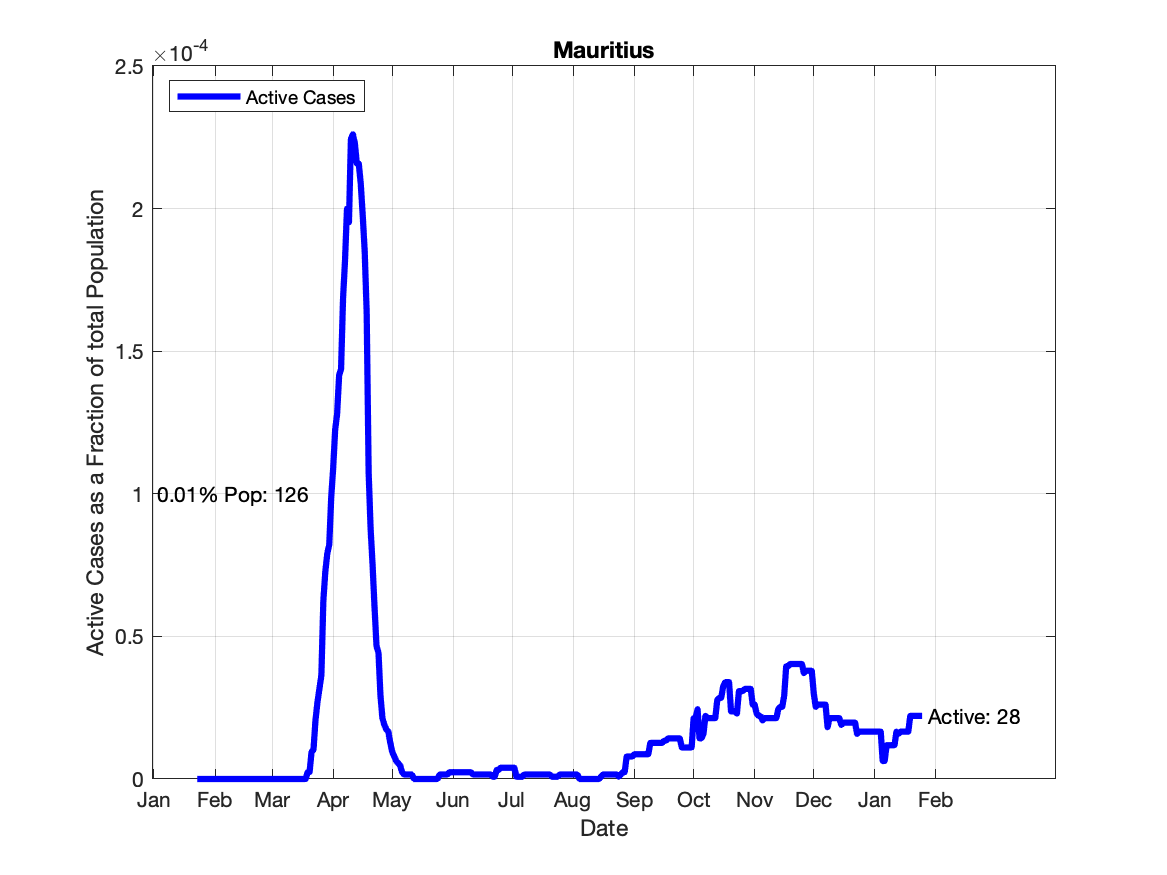 Mauritius
×10-4
2.5
2
1.5
1
0.5
0
Active Cases
0.01% Pop: 126
Active: 28
Active Cases as a Fraction of total Population
Jan Feb Mar Apr May Jun Jul Aug Sep Oct Nov Dec Jan Feb
Date